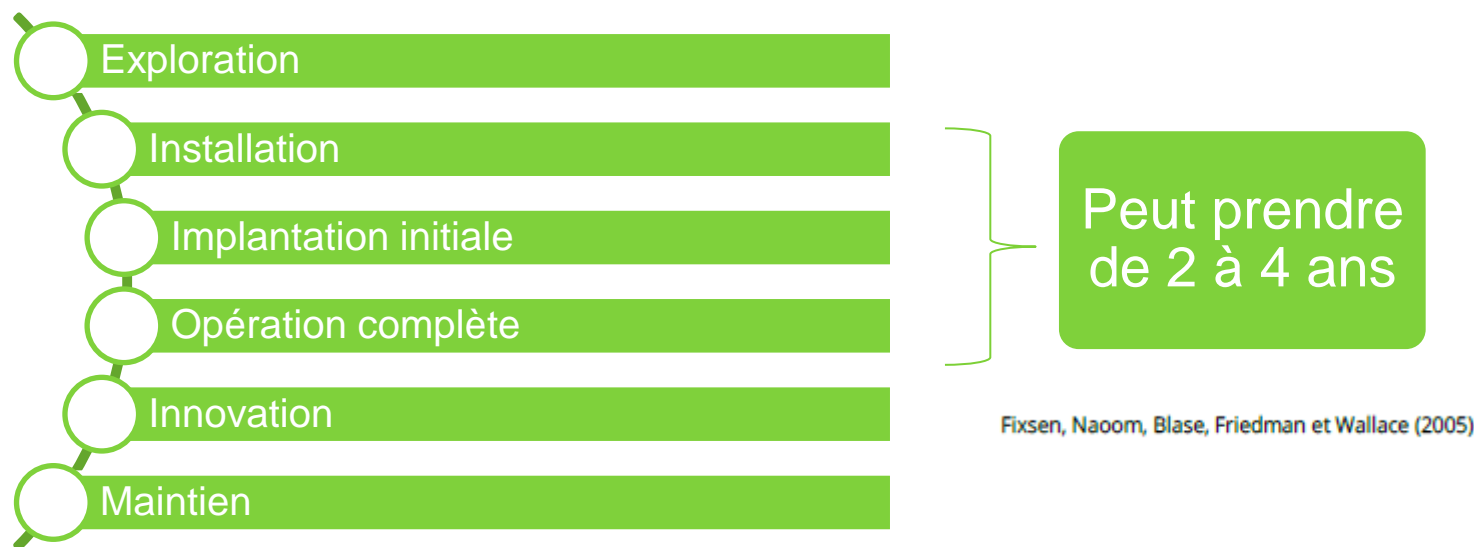 Exploration
Installation
Implantation initiale
Opération complète
Innovation
Maintien
Peut prendre
de 2 à 4 ans
Fixsen, Naoom, Blase, Friedman et Wallace (2005)